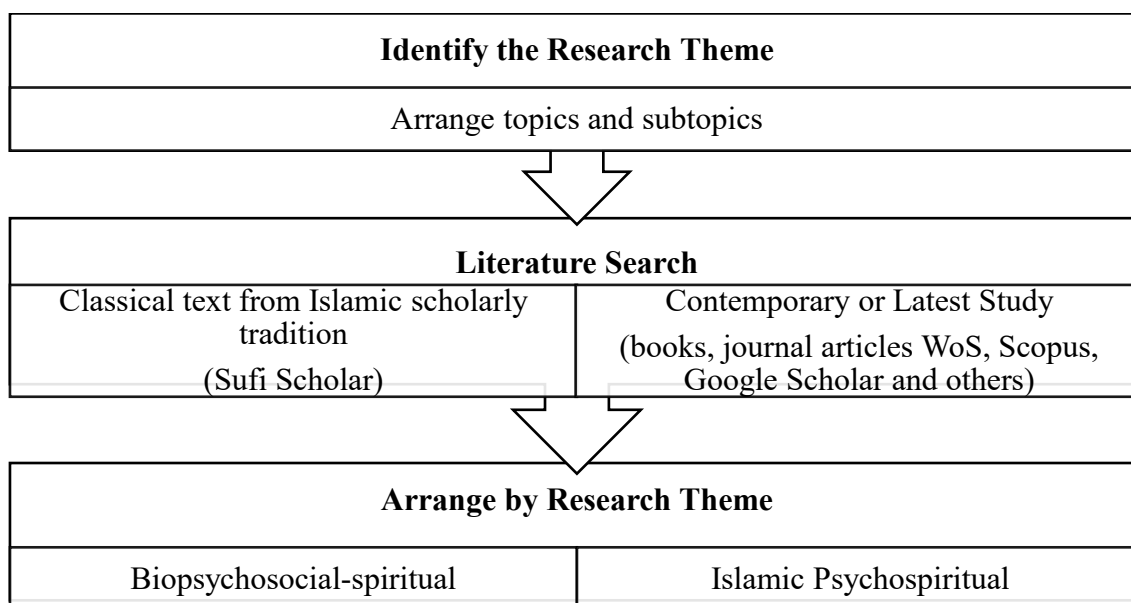 Identify the Research Theme
Arrange topics and subtopics
Literature Search
Classical text from Islamic scholarly
tradition
(Sufi Scholar)
Contemporary or Latest Study
(books, journal articles WoS, Scopus,
Google Scholar and others)
Arrange by Research Theme
Biopsychosocial-spiritual
Islamic Psychospiritual